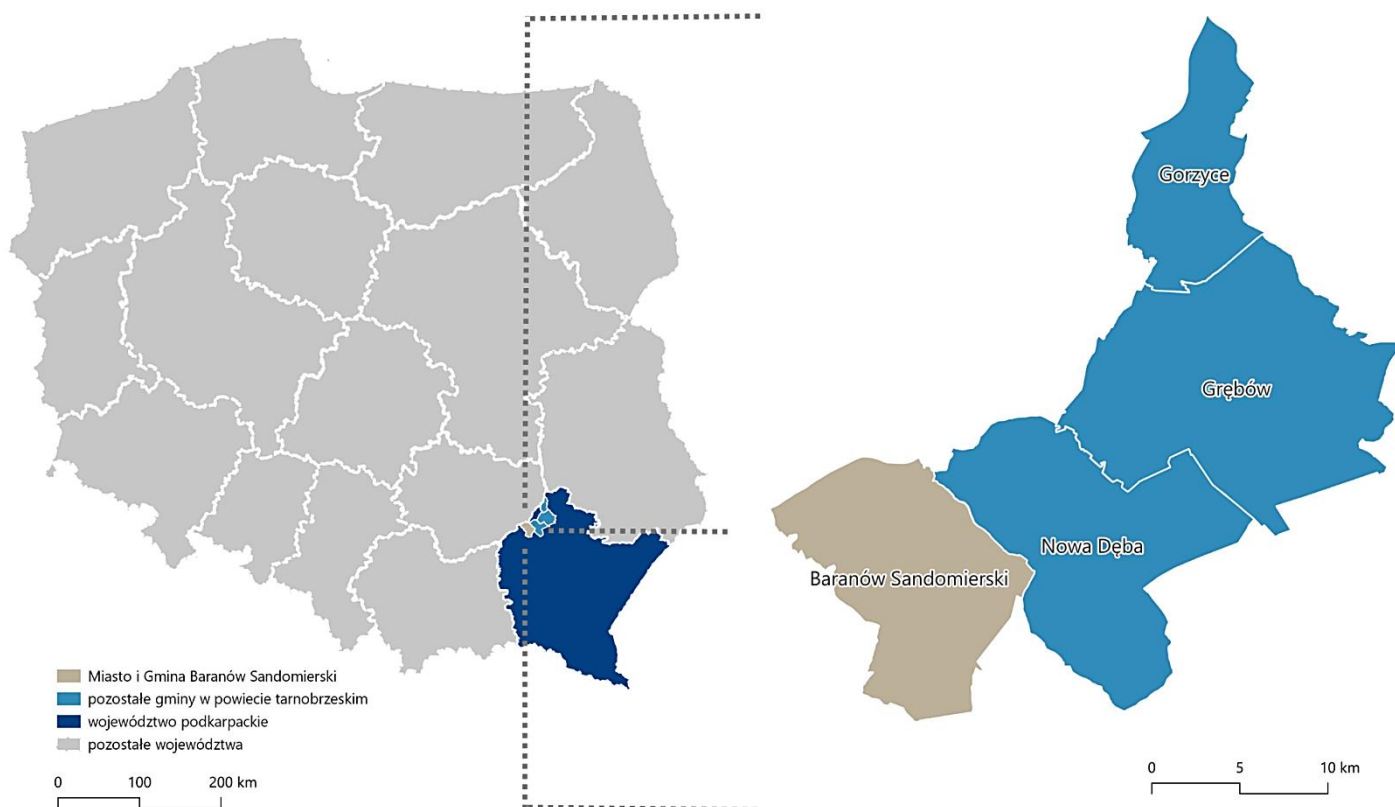 Gorzyce
Grębów
Nowa Dęba
Baranów Sandomierski
Miasto i Gmina Baranów Sandomierski
pozostałe gminy w powiecie tarnobrzeskim
województwo podkarpackie
pozostałe województwa
0 100 200 km
0 5 10 km